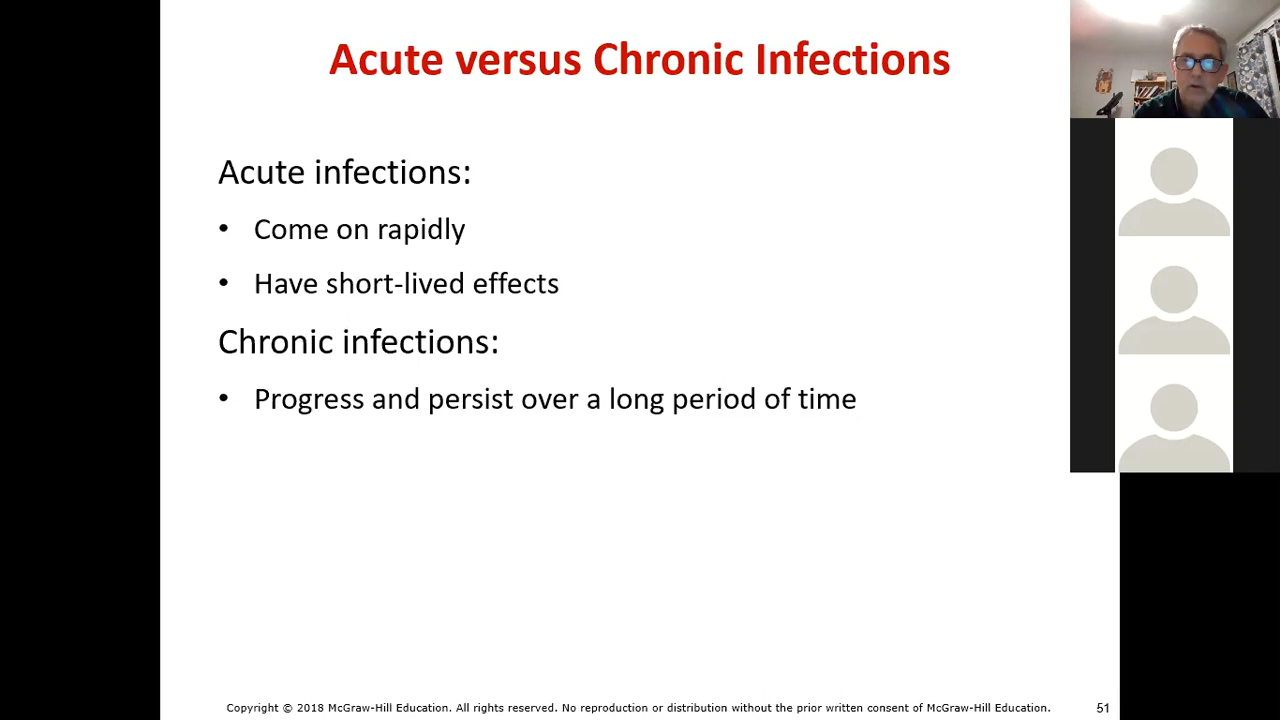 Acute versus Chronic Infections
Acute infections:
• Come on rapidly
• Have short-lived effects
Chronic infections:
• Progress and persist over a long period of time
Copyright © 2018 McGraw-Hill Education. All rights reserved. No reproduction or distribution without the prior written consent of McGraw-Hill Education. 51